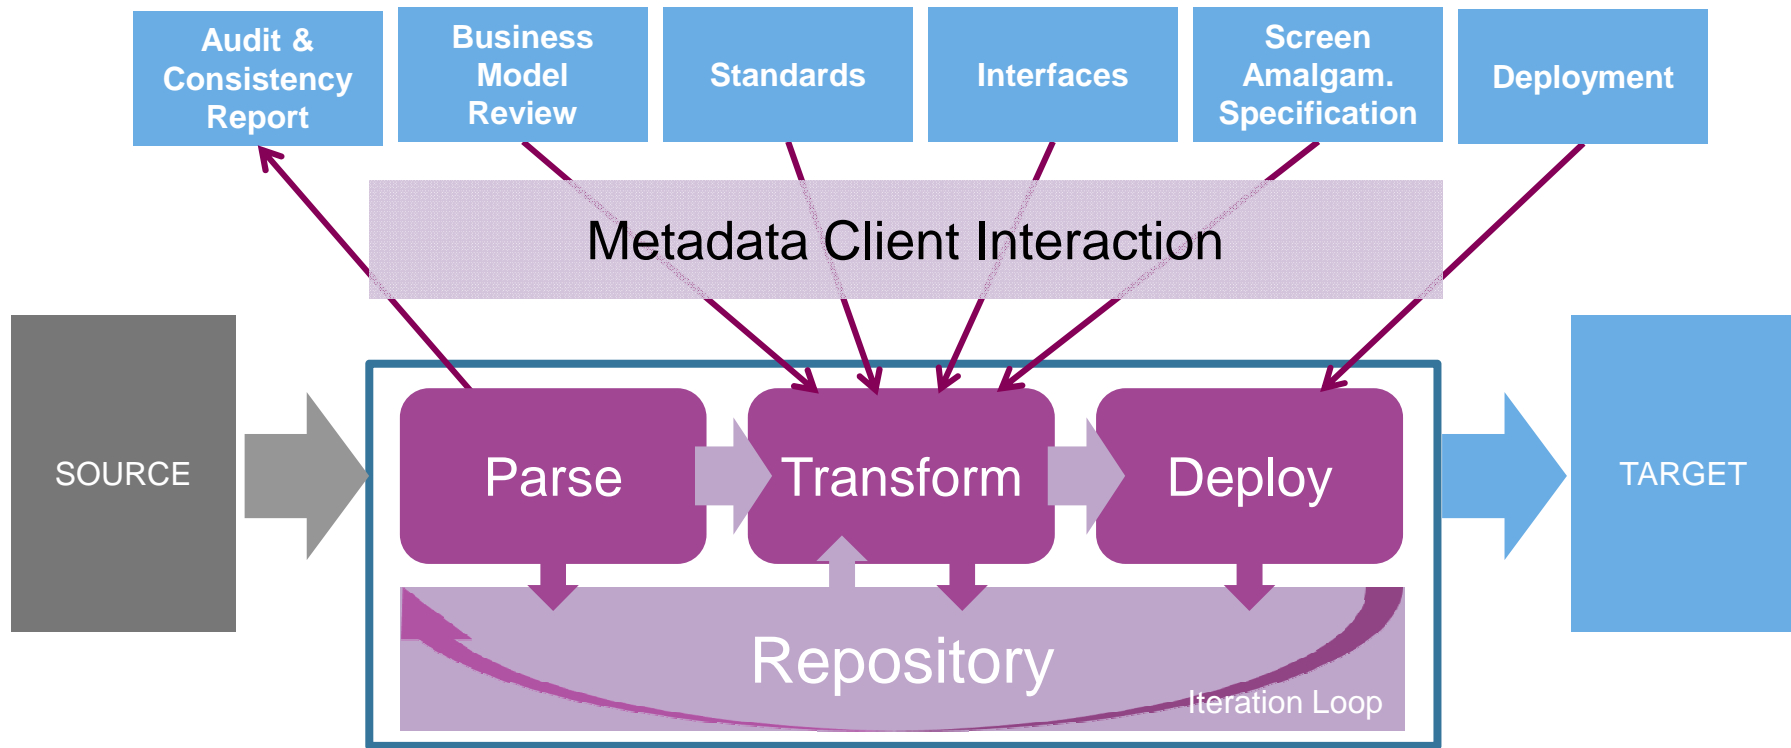 Audit &
Consistency
Report
Business
Model
Review
Standards
Interfaces
Screen
Amalgam.
Specification
Deployment
Metadata Client Interaction
SOURCE
Parse
Transform
Deploy
TARGET
Repository
Iteration Loop